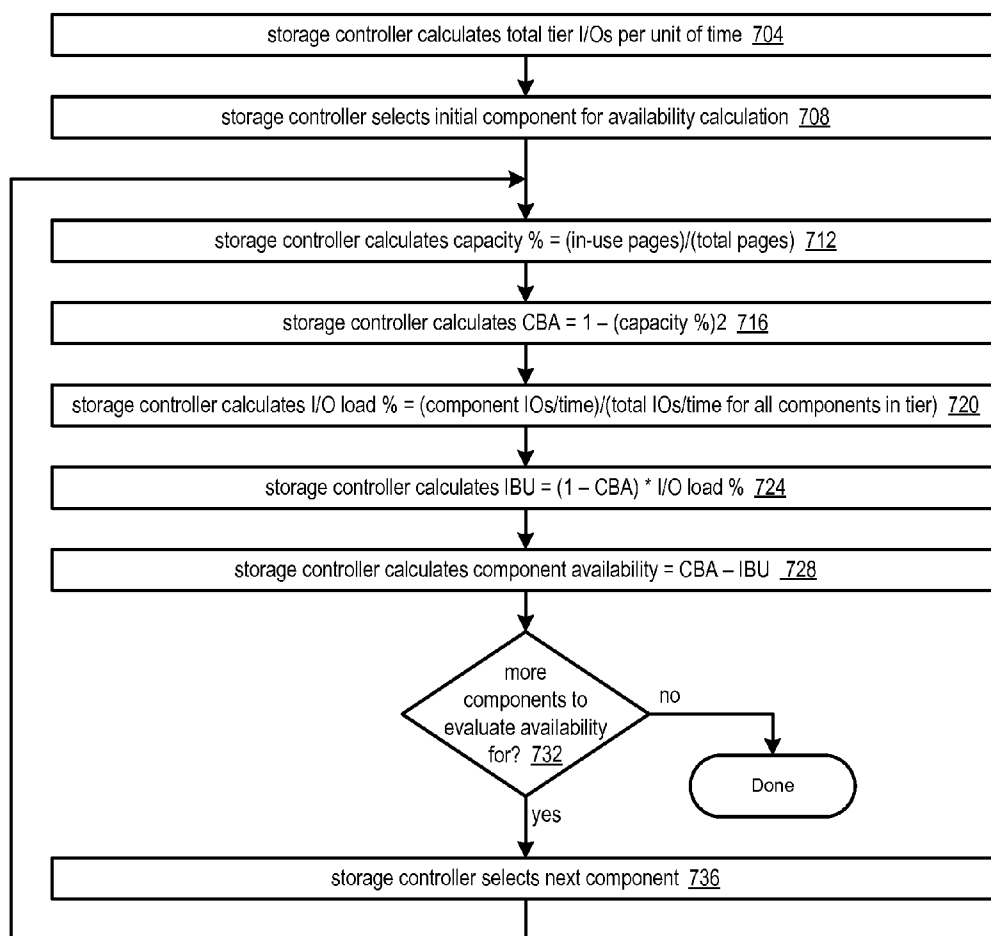 storage controller calculates total tier I/Os per unit of time 704
storage controller selects initial component for availability calculation 708
storage controller calculates capacity % = (in-use pages)/(total pages) 712
storage controller calculates CBA = 1 – (capacity %)2 716
storage controller calculates I/O load % = (component IOs/time)/(total IOs/time for all components in tier) 720
storage controller calculates IBU = (1 – CBA) * I/O load % 724
storage controller calculates component availability = CBA – IBU 728
more
components to
evaluate availability
for? 732
no
Done
yes
storage controller selects next component 736